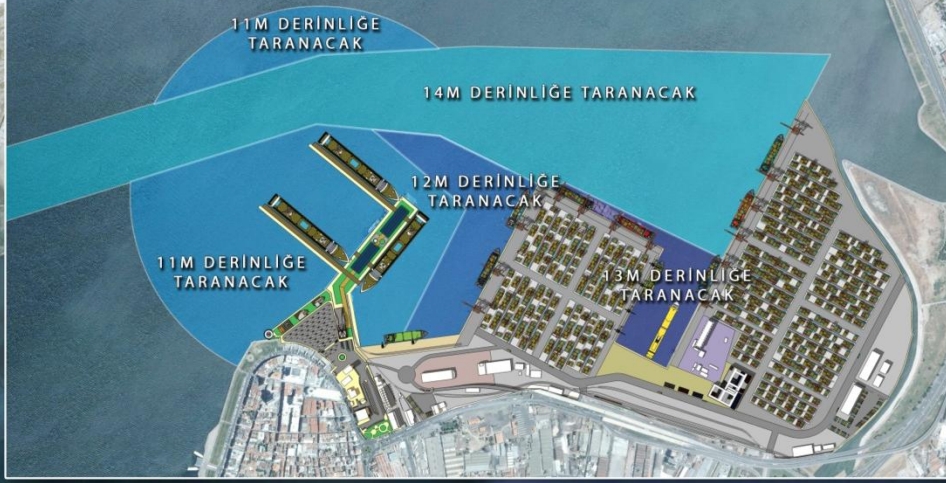 11M DERİNLİĞE
TARANACAK
14M DERİNLİĞE TARANACAK
12M DERİNLİĞE
TARANACAK
11M DERİNLİĞE
TARANACAK
13M DERİNLİĞE
TARANACAK